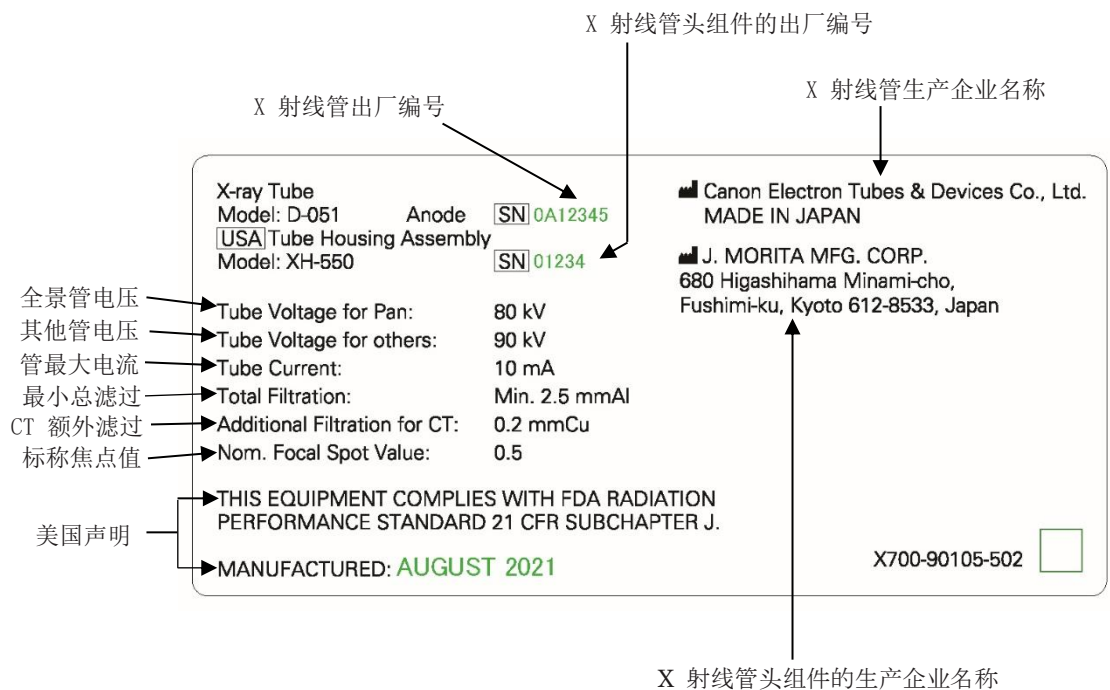 X 射线管头组件的出厂编号
X 射线管出厂编号
X 射线管生产企业名称
X-ray Tube
Model: D-051 Anode SN 0A12345
USA Tube Housing Assembly
Model: XH-550 SN 01234
Canon Electron Tubes & Devices Co., Ltd.
MADE IN JAPAN
J. MORITA MFG. CORP.
680 Higashihama Minami-cho,
Fushimi-ku, Kyoto 612-8533, Japan
全景管电压
Tube Voltage for Pan: 80 kV
其他管电压
Tube Voltage for others: 90 kV
管最大电流
Tube Current: 10 mA
最小总滤过
Total Filtration: Min. 2.5 mmAl
CT 额外滤过
Additional Filtration for CT: 0.2 mmCu
标称焦点值
Nom. Focal Spot Value: 0.5
美国声明
THIS EQUIPMENT COMPLIES WITH FDA RADIATION
PERFORMANCE STANDARD 21 CFR SUBCHAPTER J.
MANUFACTURED: AUGUST 2021
X700-90105-502
X 射线管头组件的生产企业名称